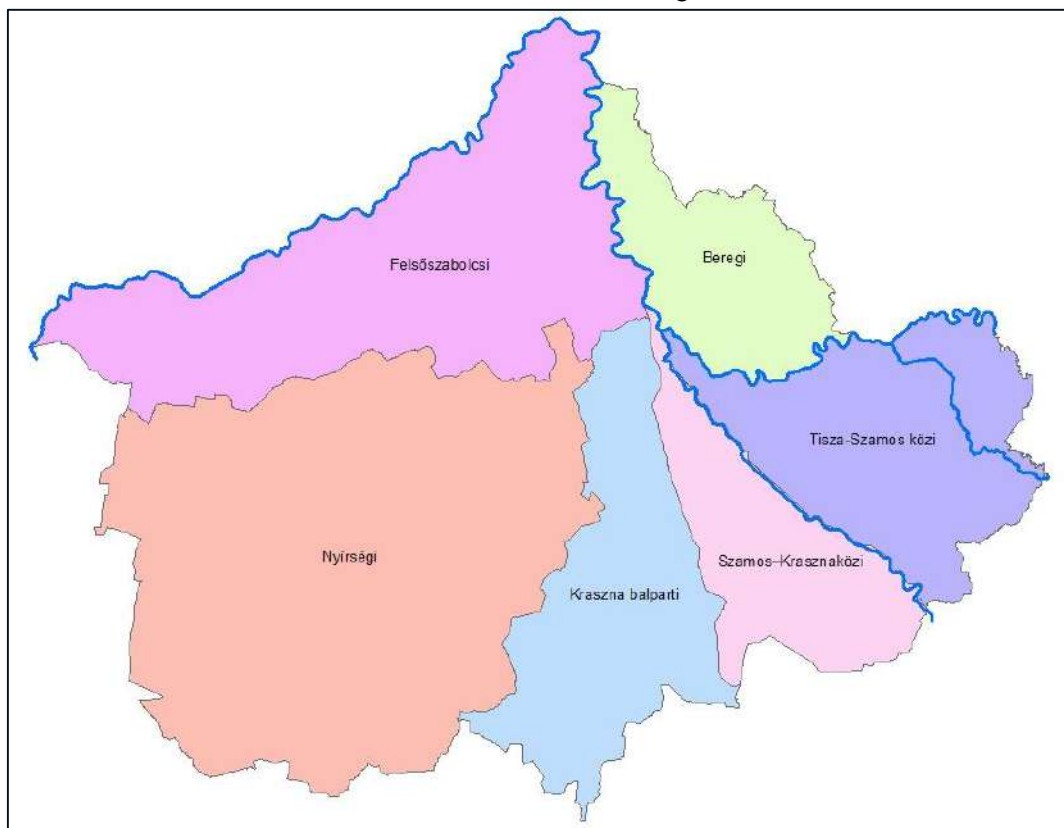 Felsőszabolcsi
Beregi
Tisza-Szamos közi
Nyírségi
Szamos–Krasznaközi
Kraszna balparti